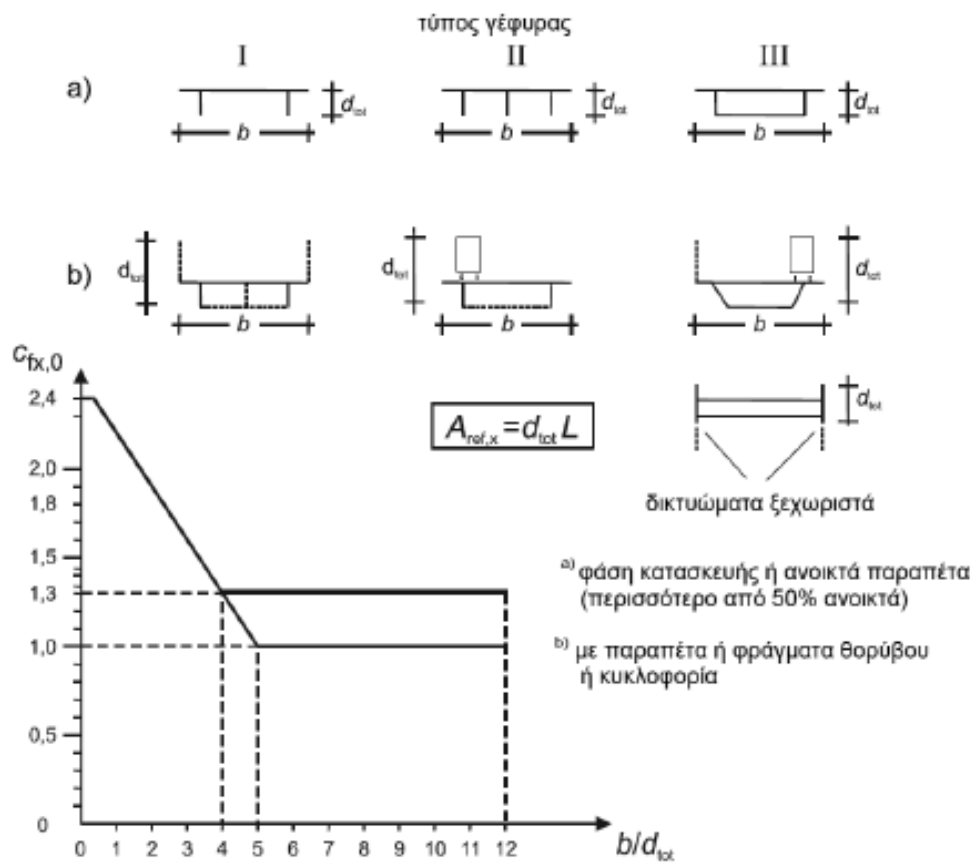 τύπος γέφυρας
I II III
a)
d_tot d_tot d_tot
b b b
b)
d_tot d_tot d_tot
b b b
c_fx,0
A_ref,x = d_tot L
d_tot
δικτυώματα ξεχωριστά
2,4
2,0
1,8
1,5
1,3
1,0
0,5
0
a) φάση κατασκευής ή ανοικτά παραπέτα
(περισσότερο από 50% ανοικτά)
b) με παραπέτα ή φράγματα θορύβου
ή κυκλοφορία
0 1 2 3 4 5 6 7 8 9 10 11 12
b/d_tot